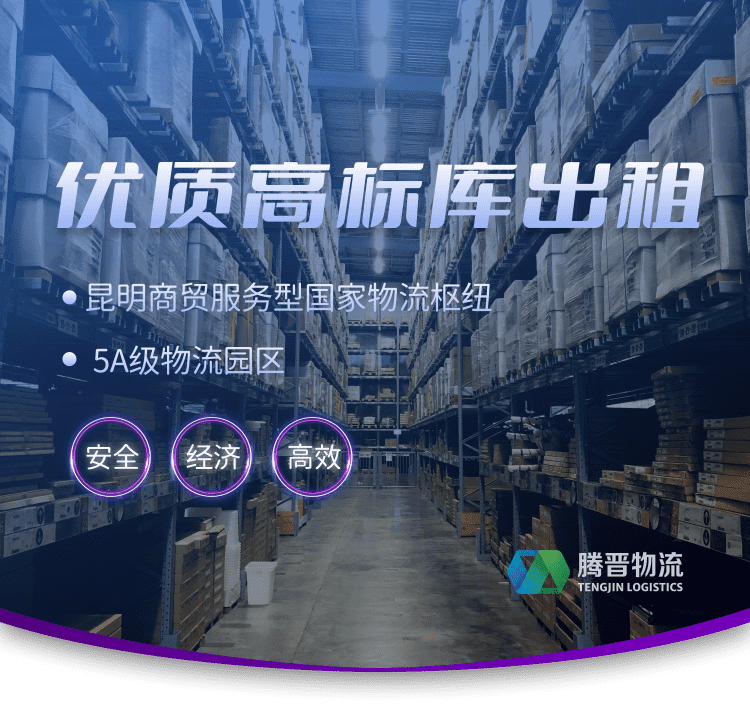 优质高标库出租
昆明商贸服务型国家物流枢纽
5A级物流园区
安全 经济 高效
腾晋物流
TENGJIN LOGISTICS